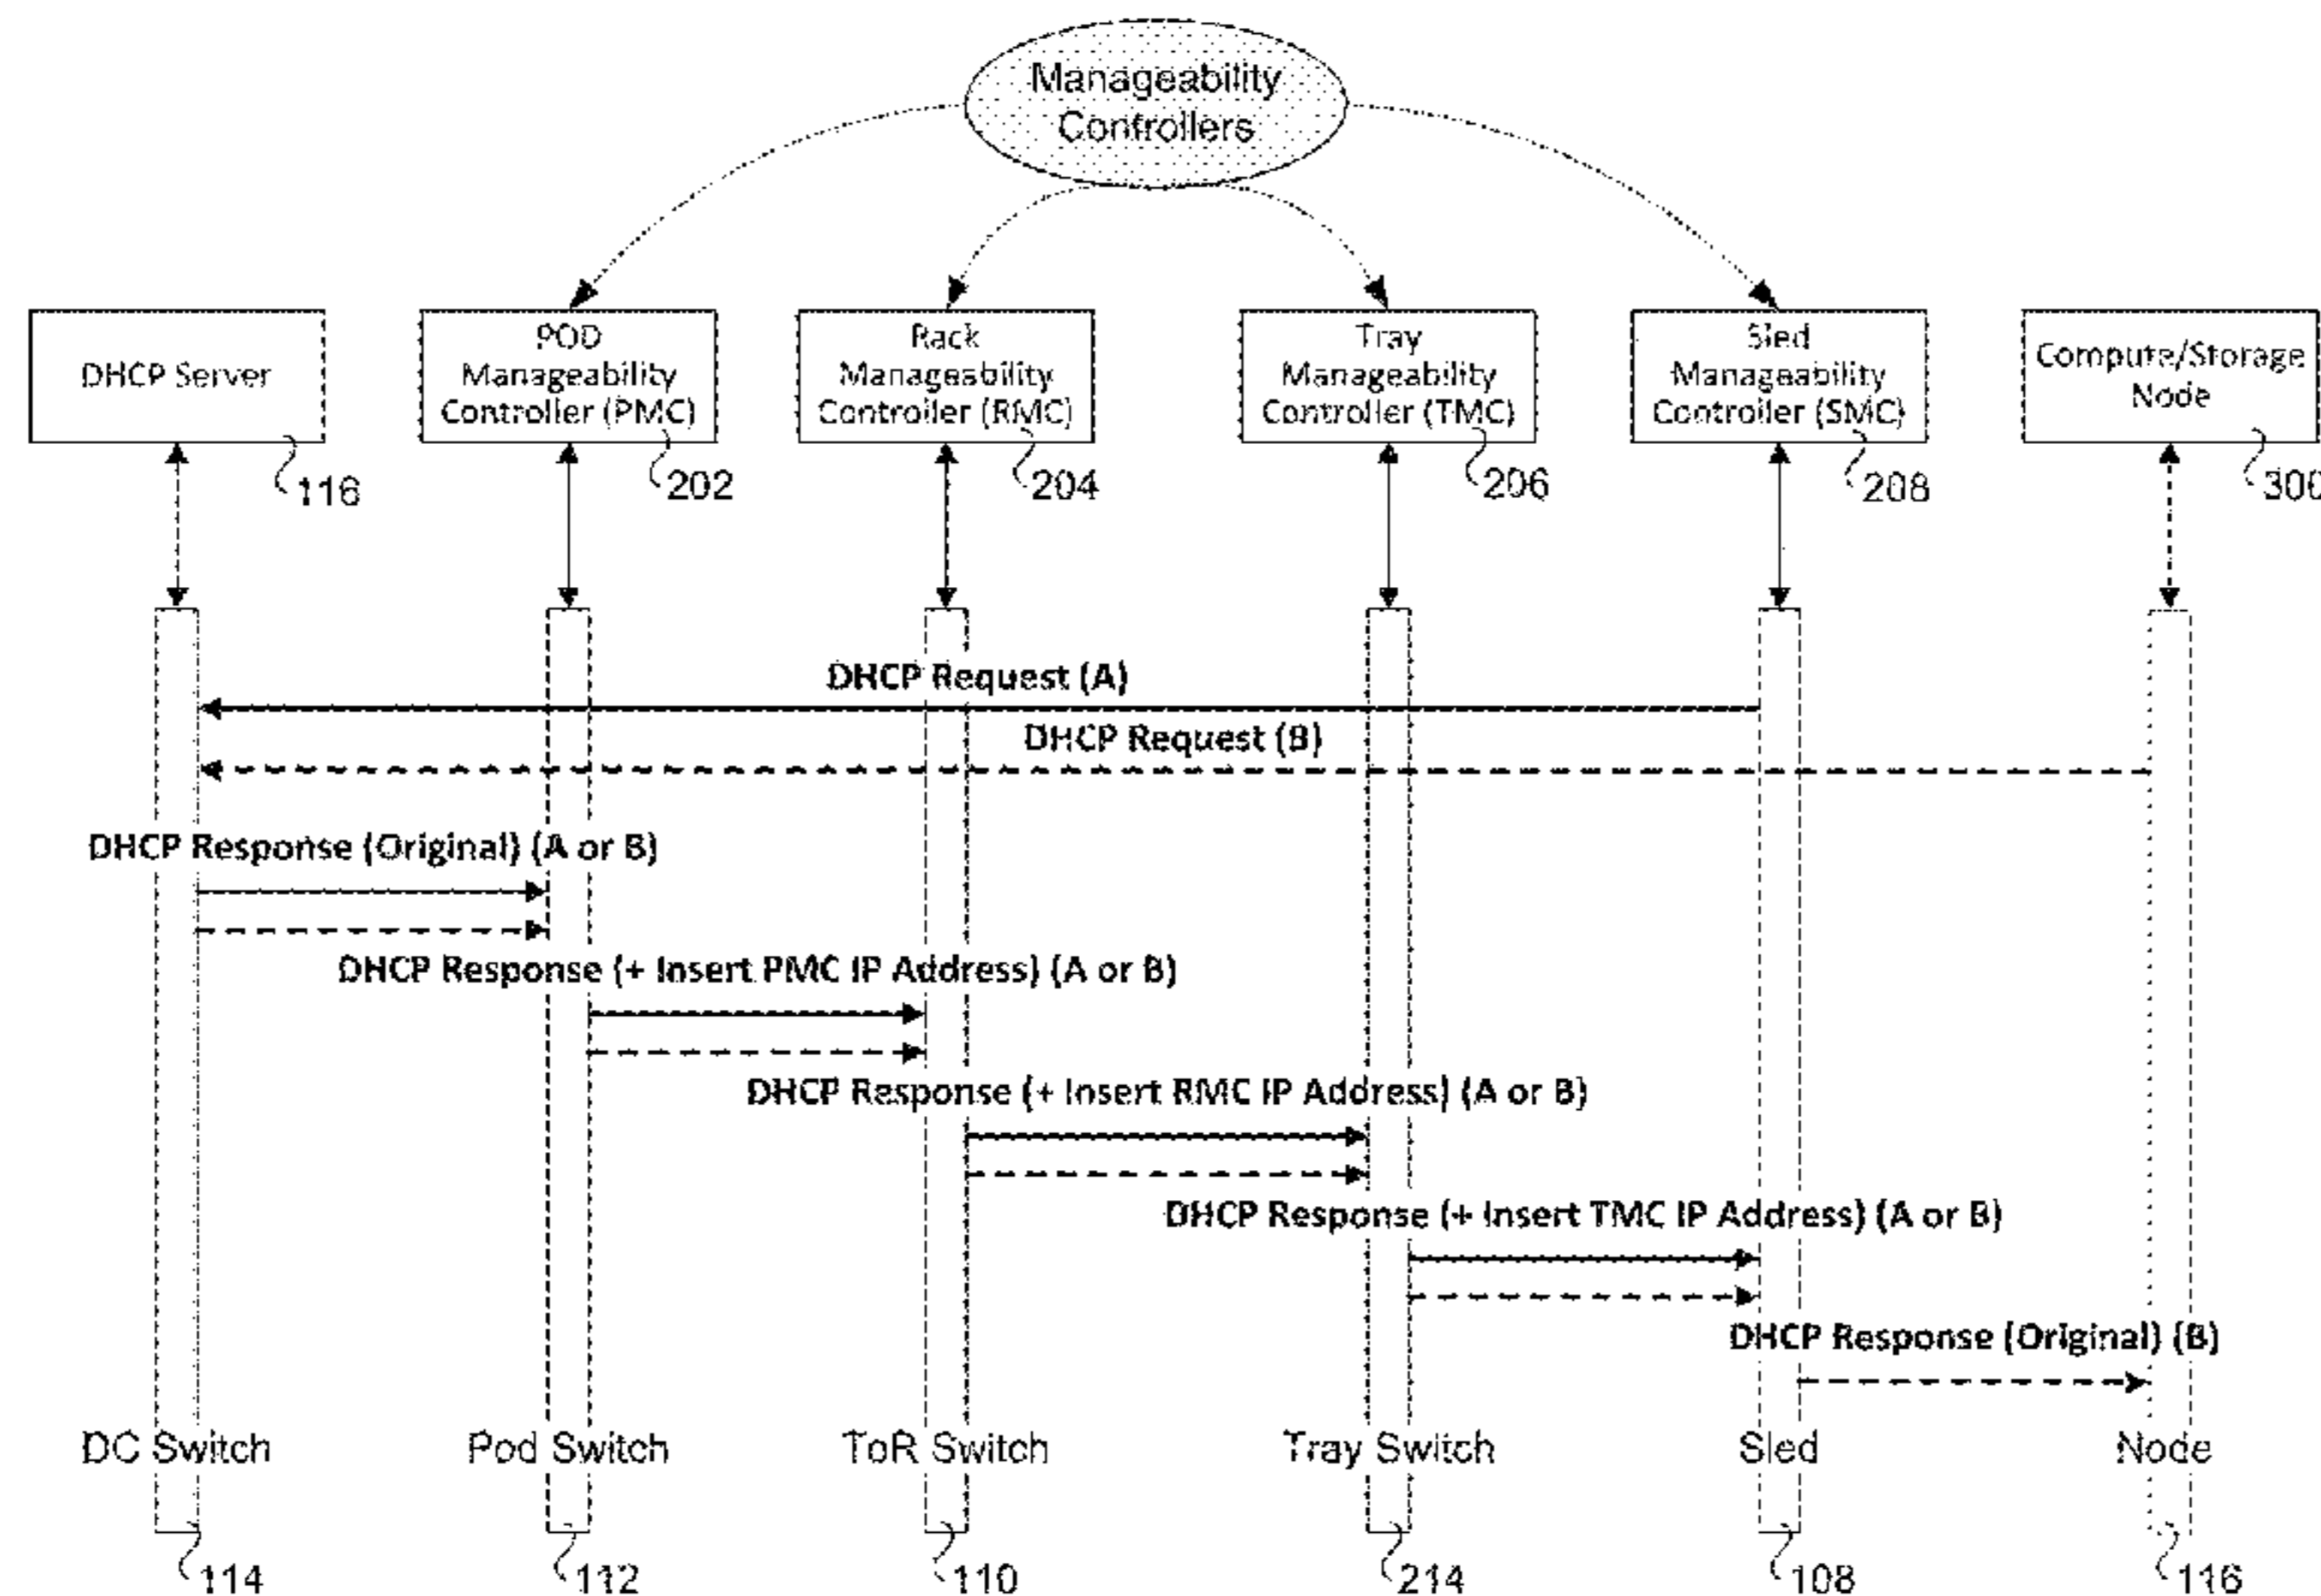 Manageability
Controllers
DHCP Server
POD
Manageability
Controller (PMC)
Rack
Manageability
Controller (RMC)
Tray
Manageability
Controller (TMC)
Sled
Manageability
Controller (SMC)
Compute/Storage
Node
116
202
204
206
208
300
DHCP Request (A)
DHCP Request (B)
DHCP Response (Original) (A or B)
DHCP Response (+ Insert PMC IP Address) (A or B)
DHCP Response (+ Insert RMC IP Address) (A or B)
DHCP Response (+ Insert TMC IP Address) (A or B)
DHCP Response (Original) (B)
DC Switch
Pod Switch
ToR Switch
Tray Switch
Sled
Node
114
112
110
214
108
116